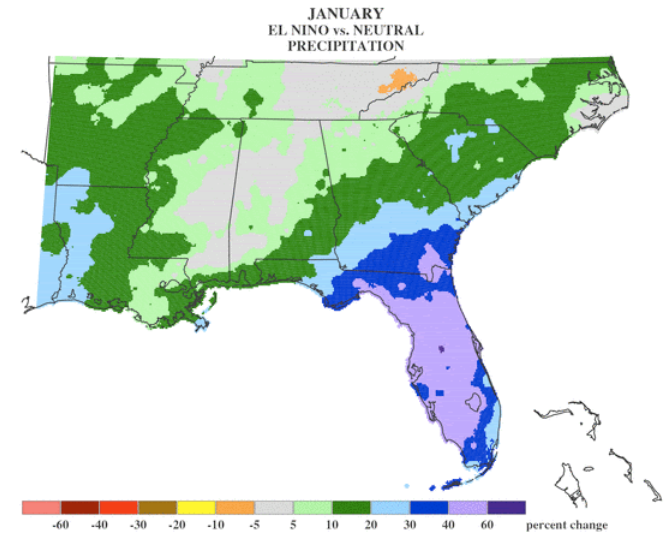 JANUARY
EL NINO vs. NEUTRAL
PRECIPITATION
-60 -40 -30 -20 -10 -5 5 10 20 30 40 60 percent change